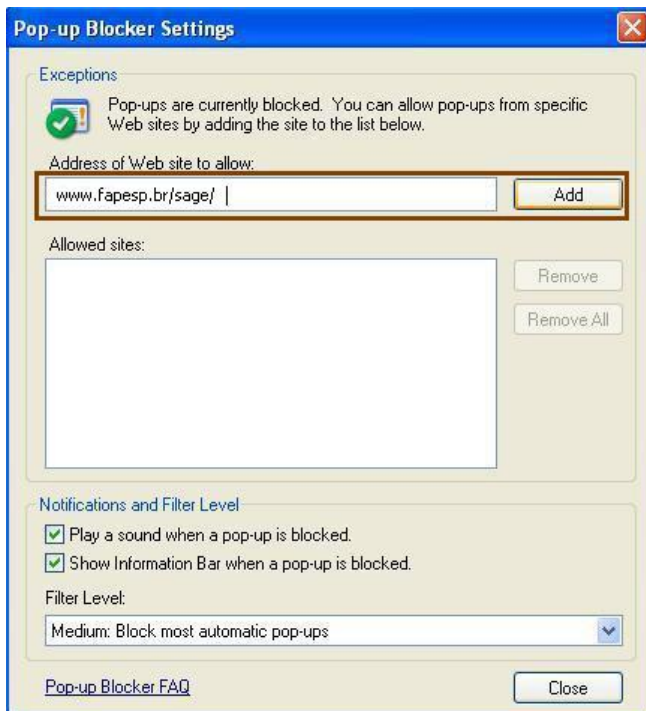 Pop-up Blocker Settings
Exceptions
Pop-ups are currently blocked. You can allow pop-ups from specific
Web sites by adding the site to the list below.
Address of Web site to allow:
www.fapesp.br/sage/
Add
Allowed sites:
Remove
Remove All
Notifications and Filter Level
Play a sound when a pop-up is blocked.
Show Information Bar when a pop-up is blocked.
Filter Level:
Medium: Block most automatic pop-ups
Pop-up Blocker FAQ
Close